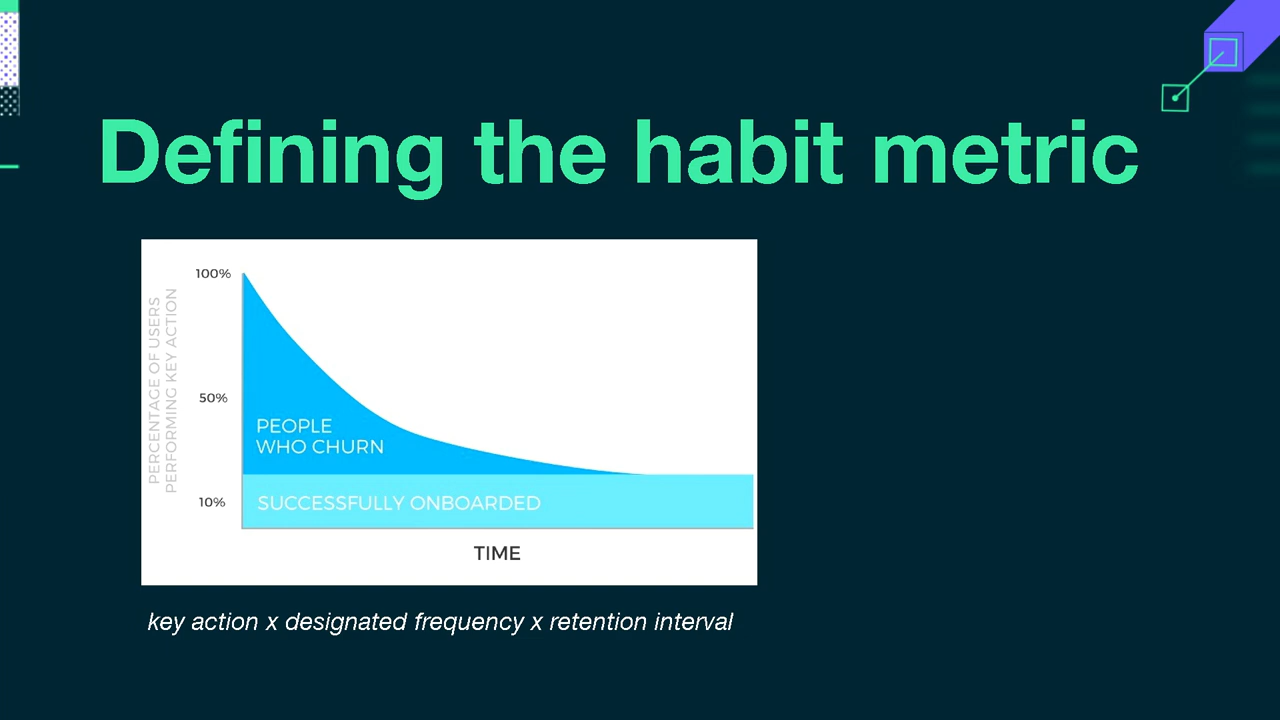 Defining the habit metric
PERCENTAGE OF USERS
PERFORMING KEY ACTION
100%
50%
10%
PEOPLE
WHO CHURN
SUCCESSFULLY ONBOARDED
TIME
key action x designated frequency x retention interval